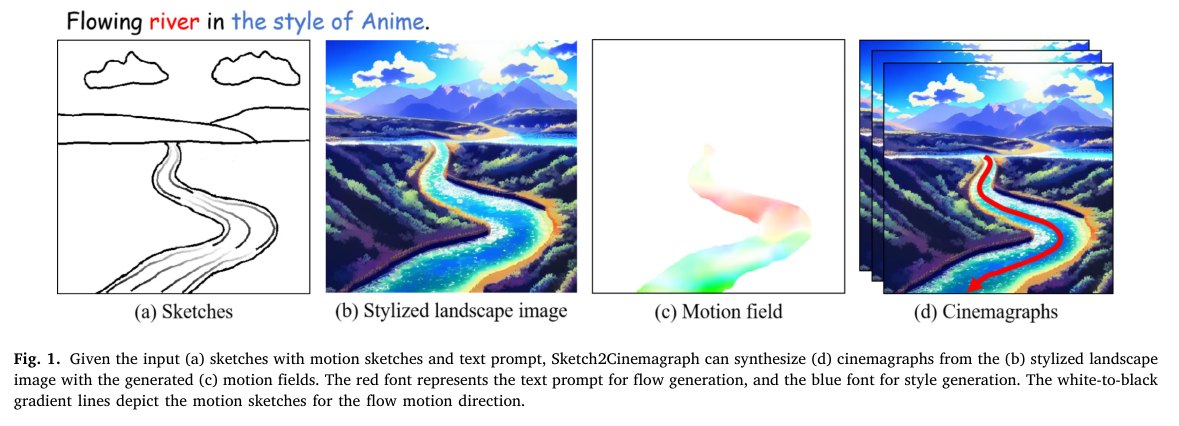 Flowing river in the style of Anime.
(a) Sketches
(b) Stylized landscape image
(c) Motion field
(d) Cinemagraphs
Fig. 1. Given the input (a) sketches with motion sketches and text prompt, Sketch2Cinemagraph can synthesize (d) cinemagraphs from the (b) stylized landscape
image with the generated (c) motion fields. The red font represents the text prompt for flow generation, and the blue font for style generation. The white-to-black
gradient lines depict the motion sketches for the flow motion direction.